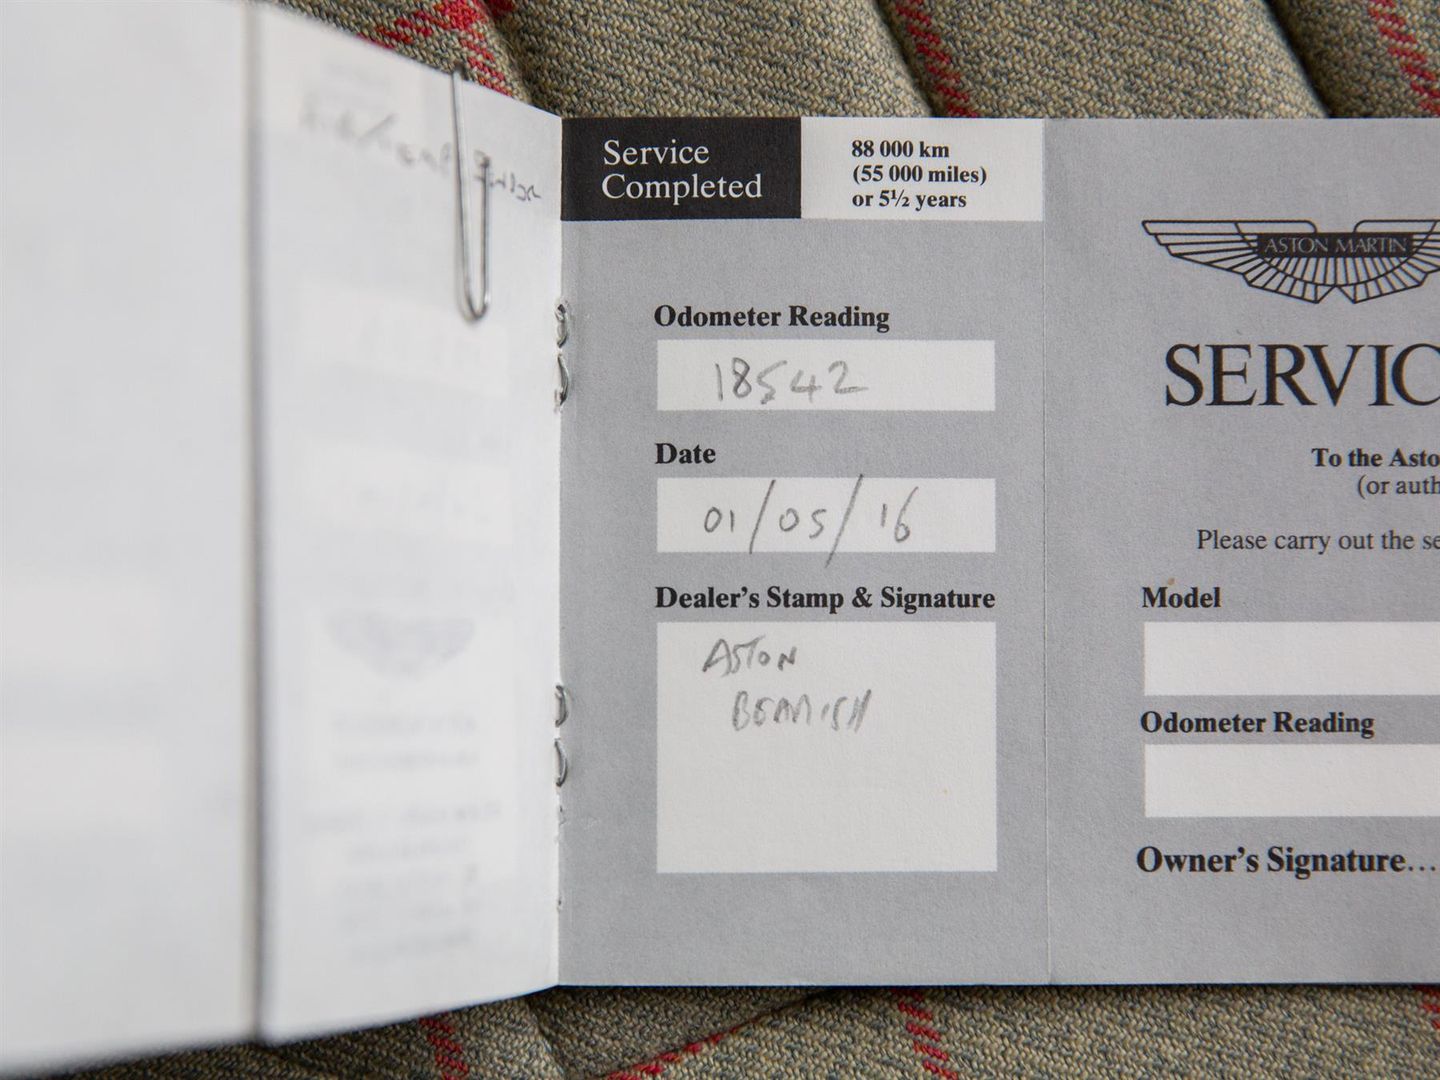 Service
Completed
88 000 km
(55 000 miles)
or 5½ years
Odometer Reading
18542
Date
01/05/16
Dealer's Stamp & Signature
ASTON
BEAMISH
ASTON MARTIN
SERVIC
To the Asto
(or auth
Please carry out the se
Model
Odometer Reading
Owner's Signature...